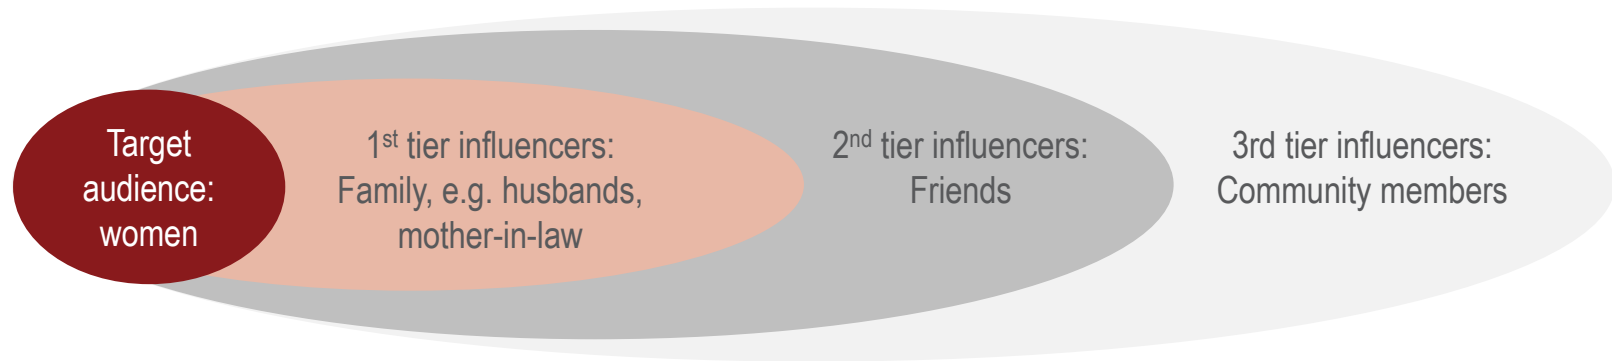 Target
audience:
women
1st tier influencers:
Family, e.g. husbands,
mother-in-law
2nd tier influencers:
Friends
3rd tier influencers:
Community members